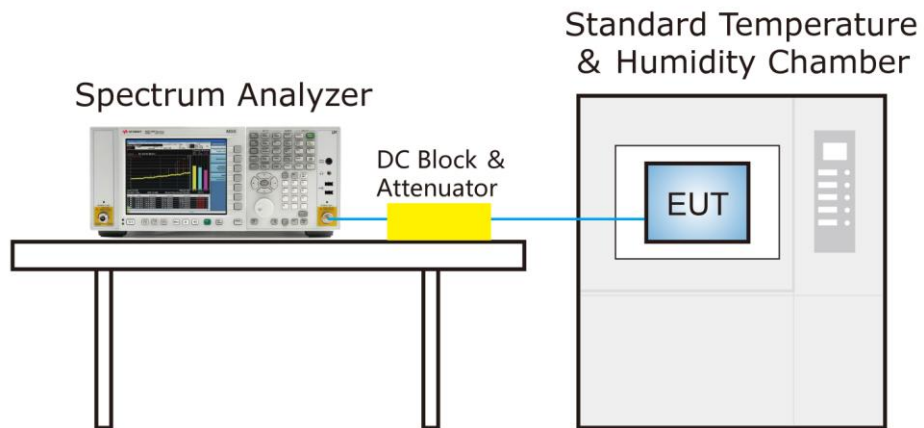 Standard Temperature
& Humidity Chamber
Spectrum Analyzer
DC Block &
Attenuator
EUT